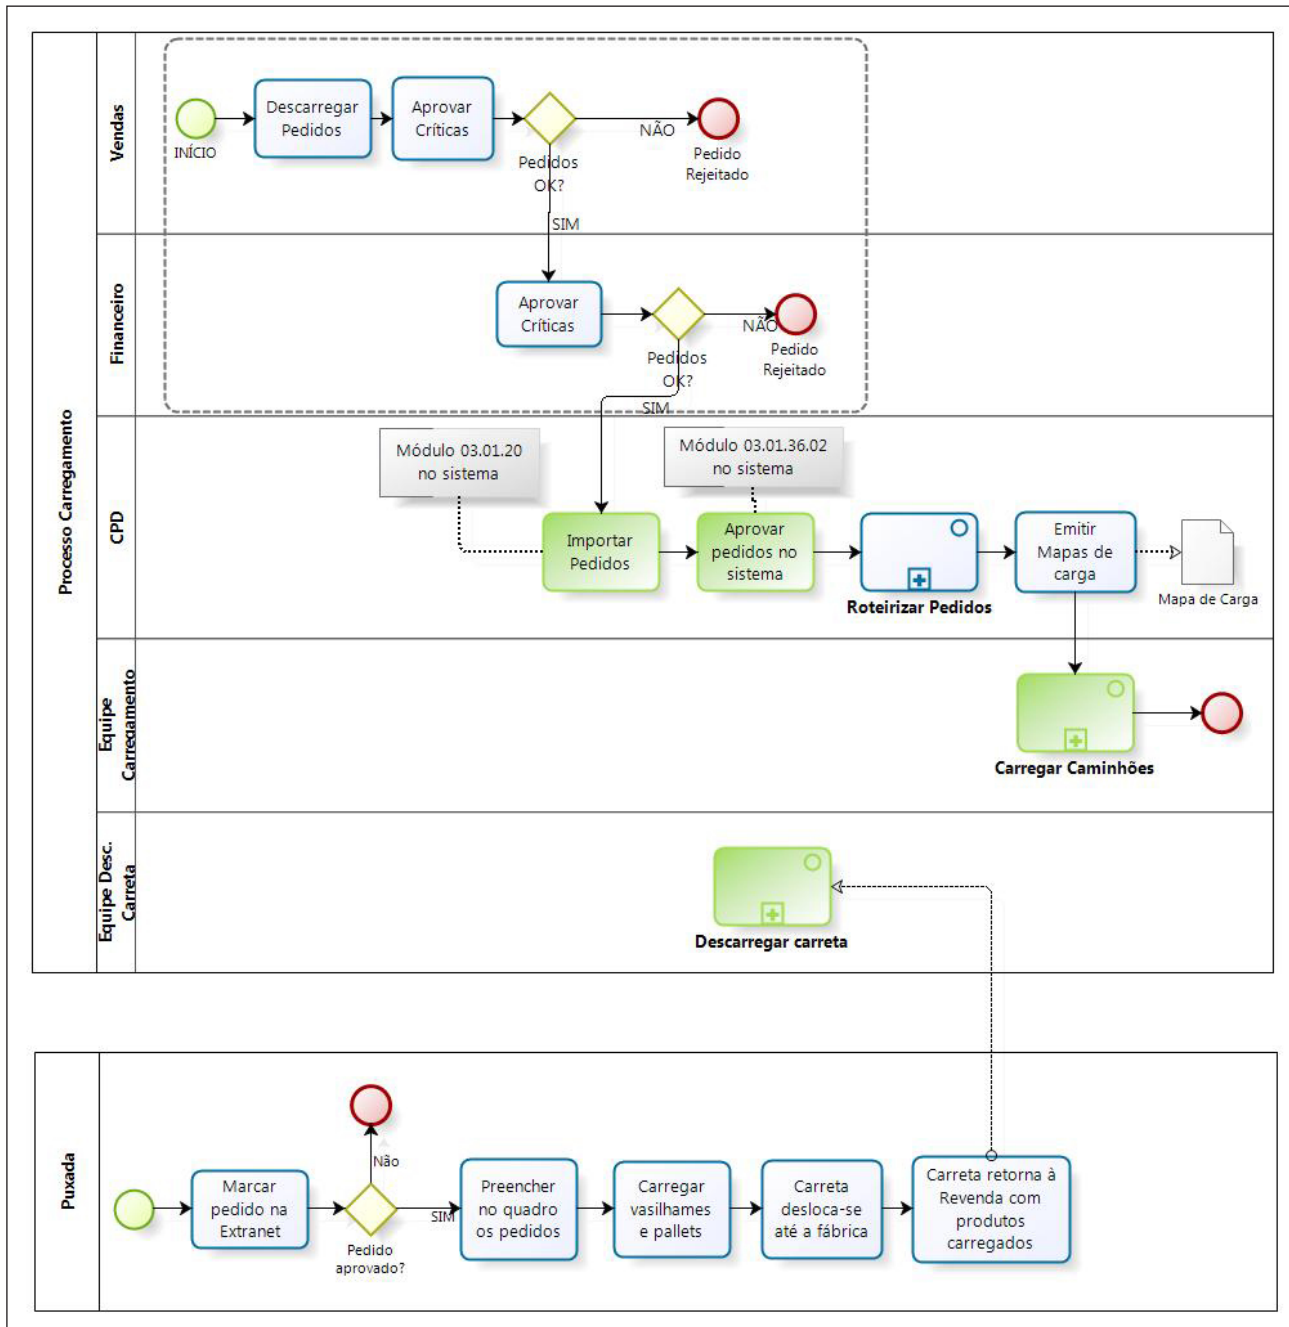 Processo Carregamento
Vendas
INÍCIO
Descarregar
Pedidos
Aprovar
Críticas
Pedidos
OK?
NÃO
Pedido
Rejeitado
SIM
Financeiro
Aprovar
Críticas
Pedidos
OK?
NÃO
Pedido
Rejeitado
SIM
CPD
Módulo 03.01.20
no sistema
Módulo 03.01.36.02
no sistema
Importar
Pedidos
Aprovar
pedidos no
sistema
Roteirizar Pedidos
Emitir
Mapas de
carga
Mapa de Carga
Equipe
Carregamento
Carregar Caminhões
Equipe Desc.
Carreta
Descarregar carreta
Puxada
Marcar
pedido na
Extranet
Pedido
aprovado?
Não
SIM
Preencher
no quadro
os pedidos
Carregar
vasilhames
e pallets
Carreta
desloca-se
até a fábrica
Carreta retorna à
Revenda com
produtos
carregados